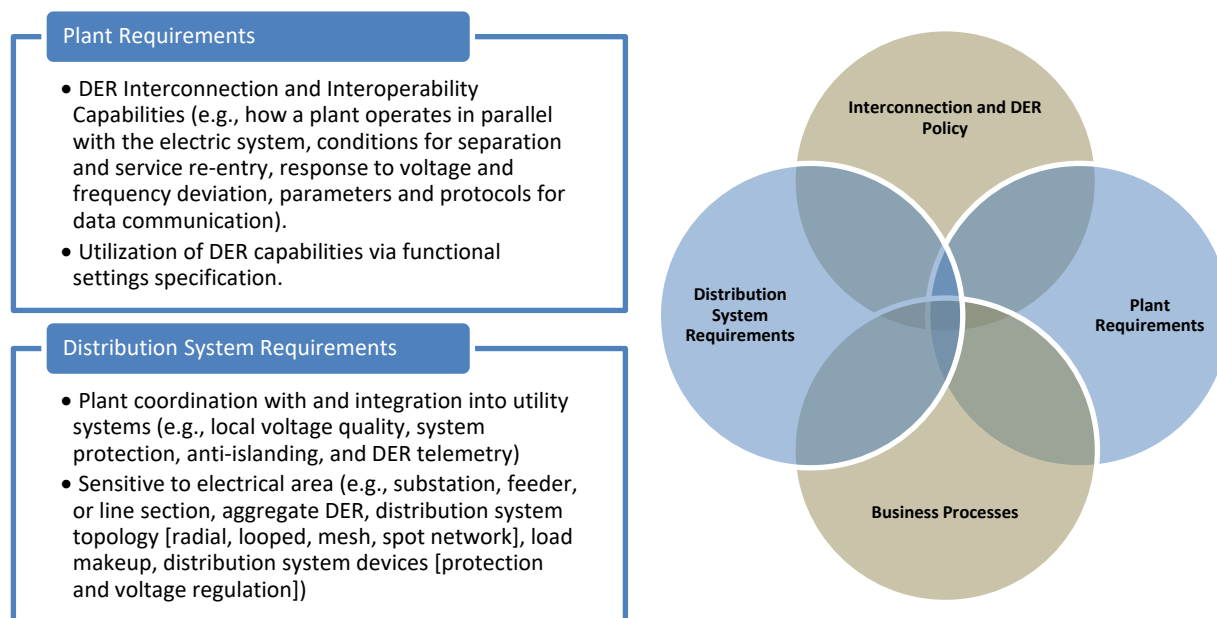 Plant Requirements
• DER Interconnection and Interoperability
Capabilities (e.g., how a plant operates in parallel
with the electric system, conditions for separation
and service re-entry, response to voltage and
frequency deviation, parameters and protocols for
data communication).
• Utilization of DER capabilities via functional
settings specification.
Distribution System Requirements
• Plant coordination with and integration into utility
systems (e.g., local voltage quality, system
protection, anti-islanding, and DER telemetry)
• Sensitive to electrical area (e.g., substation, feeder,
or line section, aggregate DER, distribution system
topology [radial, looped, mesh, spot network], load
makeup, distribution system devices [protection
and voltage regulation])
Interconnection and DER
Policy
Distribution
System
Requirements
Plant
Requirements
Business Processes